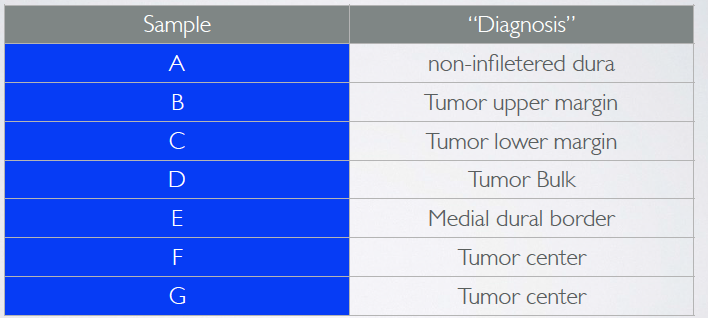 Sample “Diagnosis”
A non-infiletered dura
B Tumor upper margin
C Tumor lower margin
D Tumor Bulk
E Medial dural border
F Tumor center
G Tumor center